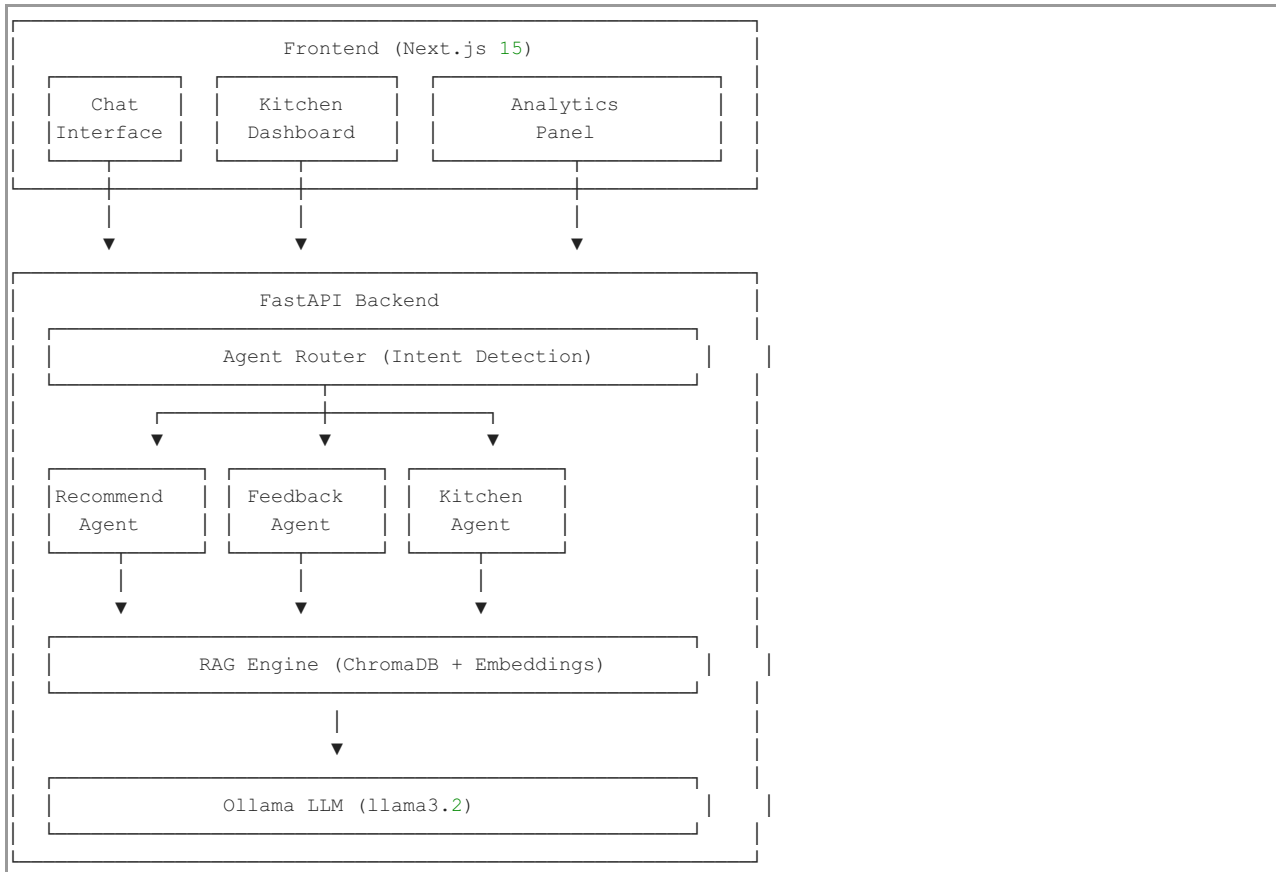 Frontend (Next.js 15)
Chat Kitchen Analytics
Interface Dashboard Panel
FastAPI Backend
Agent Router (Intent Detection)
Recommend Feedback Kitchen
Agent Agent Agent
RAG Engine (ChromaDB + Embeddings)
Ollama LLM (llama3.2)